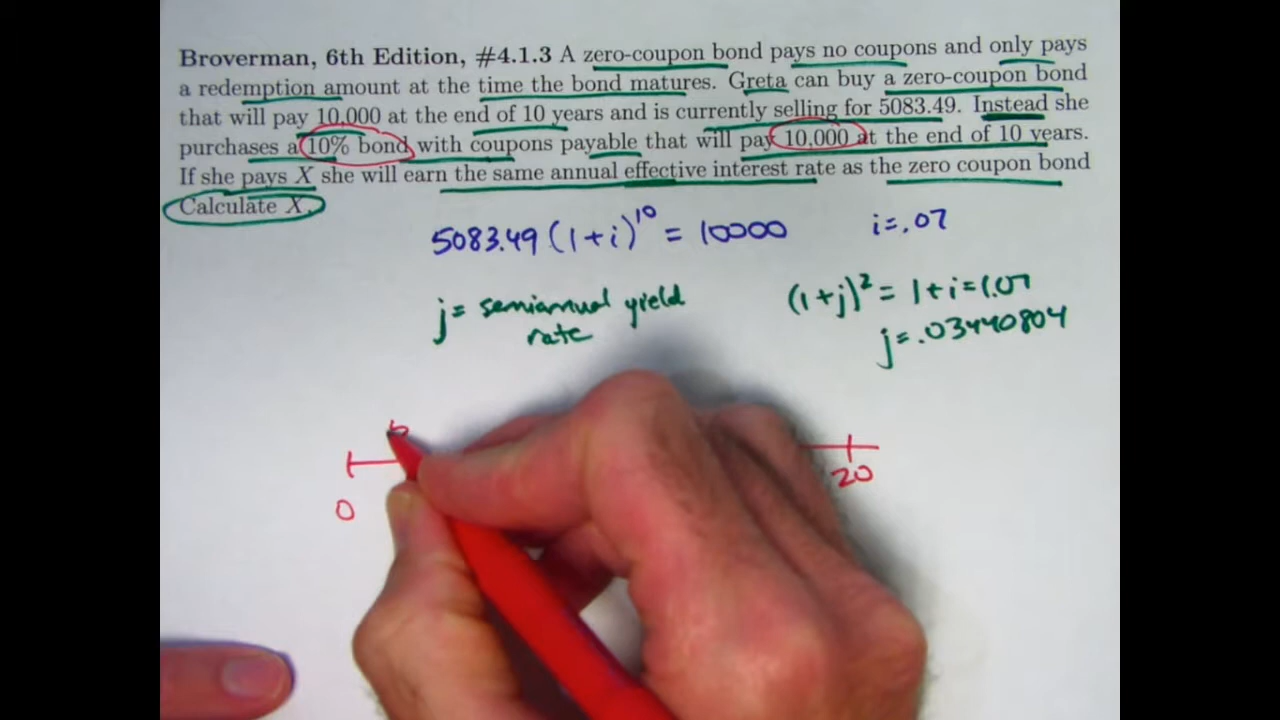 Broverman, 6th Edition, #4.1.3 A zero-coupon bond pays no coupons and only pays
a redemption amount at the time the bond matures. Greta can buy a zero-coupon bond
that will pay 10,000 at the end of 10 years and is currently selling for 5083.49. Instead she
purchases a 10% bond with coupons payable that will pay 10,000 at the end of 10 years.
If she pays X she will earn the same annual effective interest rate as the zero coupon bond
Calculate X.
5083.49 (1+i)^10 = 10000 i=.07
j= semiannual yield (1+j)^2 = 1+i=1.07
rate j=.03440804
0 20